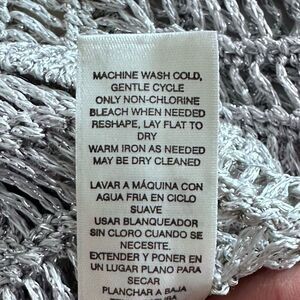 MACHINE WASH COLD,
GENTLE CYCLE
ONLY NON-CHLORINE
BLEACH WHEN NEEDED
RESHAPE, LAY FLAT TO
DRY
WARM IRON AS NEEDED
MAY BE DRY CLEANED
LAVAR A MÁQUINA CON
AGUA FRIA EN CICLO
SUAVE
USAR BLANQUEADOR
SIN CLORO CUANDO SE
NECESITE.
EXTENDER Y PONER EN
UN LUGAR PLANO PARA
SECAR
PLANCHAR A BAJA